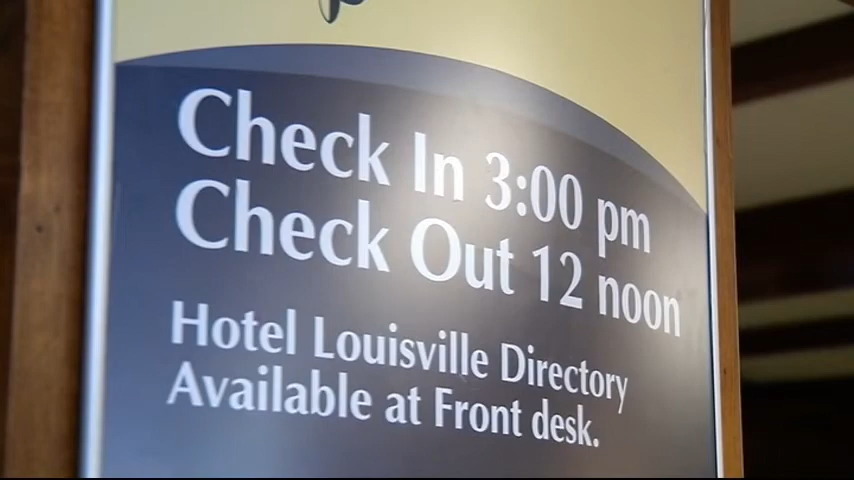 Check In 3:00 pm
Check Out 12 noon
Hotel Louisville Directory
Available at Front desk.